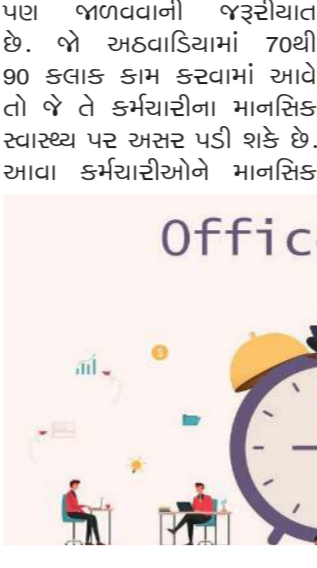 પણ જાળવવાની જરૂરીયાત
છે. જો અઠવાડિયામાં 70થી
90 કલાક કામ કરવામાં આવે
તો જે તે કર્મચારીના માનસિક
સ્વાસ્થ્ય પર અસર પડી શકે છે.
આવા કર્મચારીઓને માનસિક
Offic